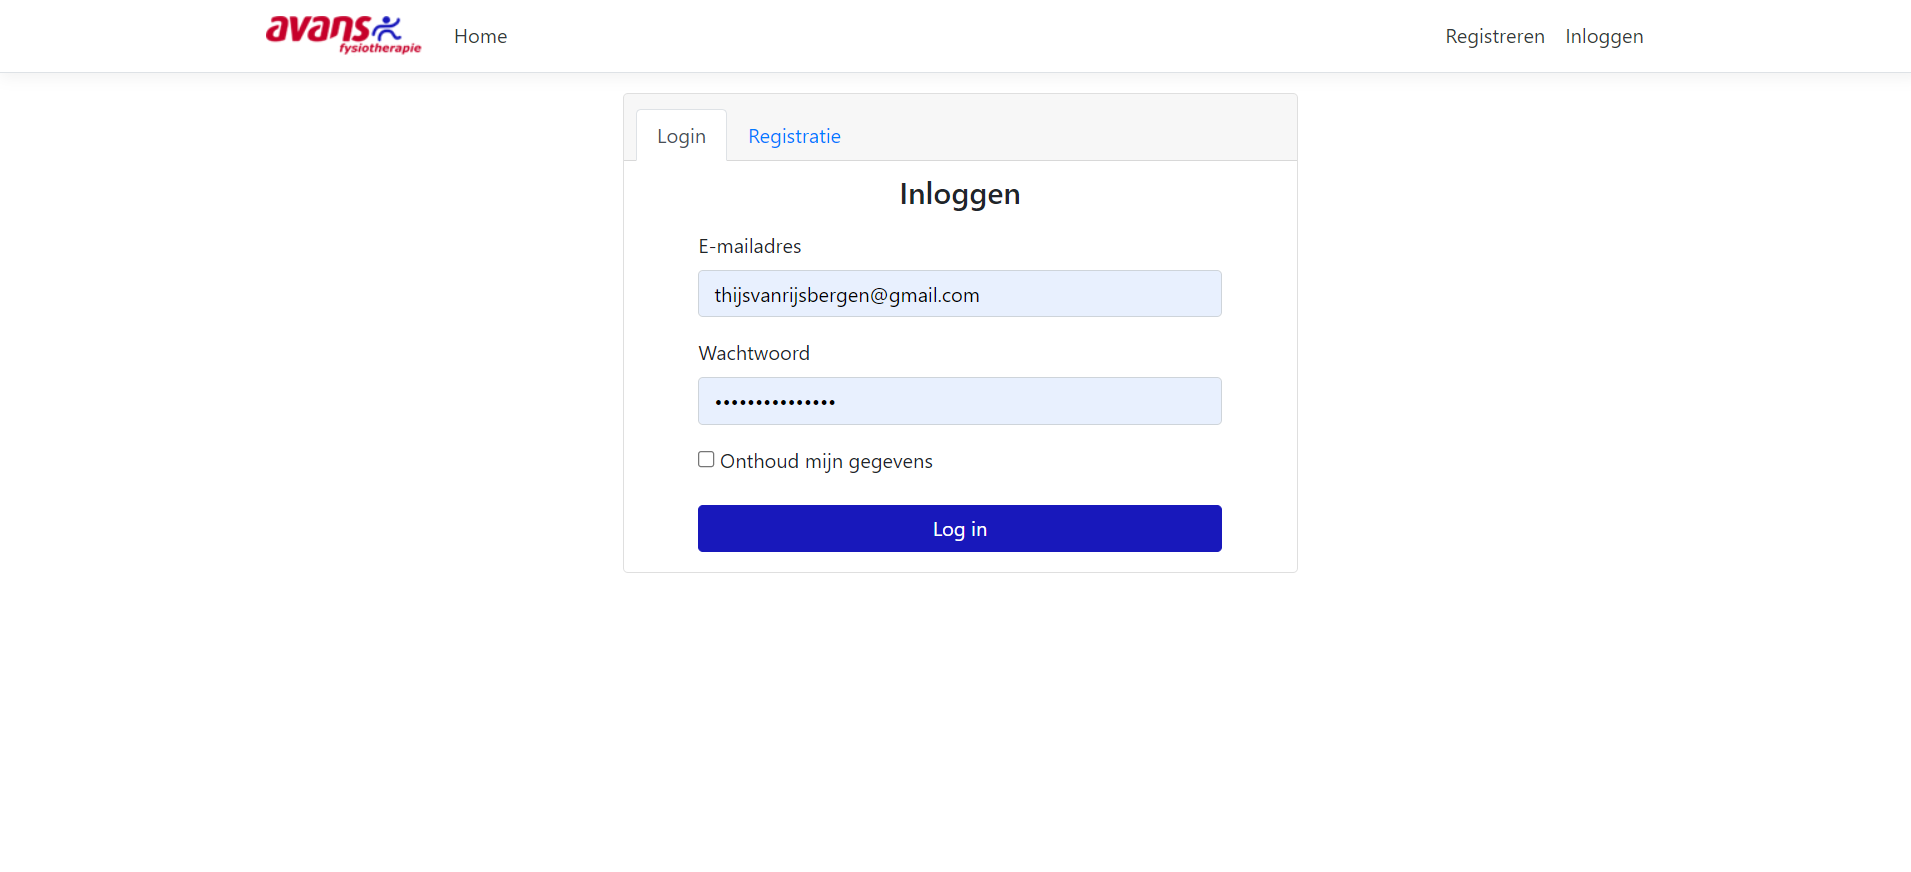 avans
fysiotherapie
Home
Registreren
Inloggen
Login
Registratie
Inloggen
E-mailadres
thijsvanrijsbergen@gmail.com
Wachtwoord
•••••••••••••••
Onthoud mijn gegevens
Log in